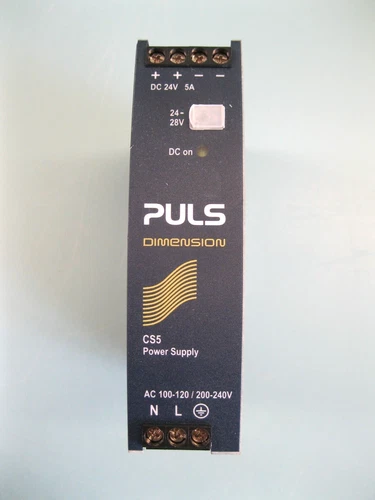 + + − −
DC 24V 5A
24-
28V
DC on
PULS
DIMENSION
CS5
Power Supply
AC 100-120 / 200-240V
N L